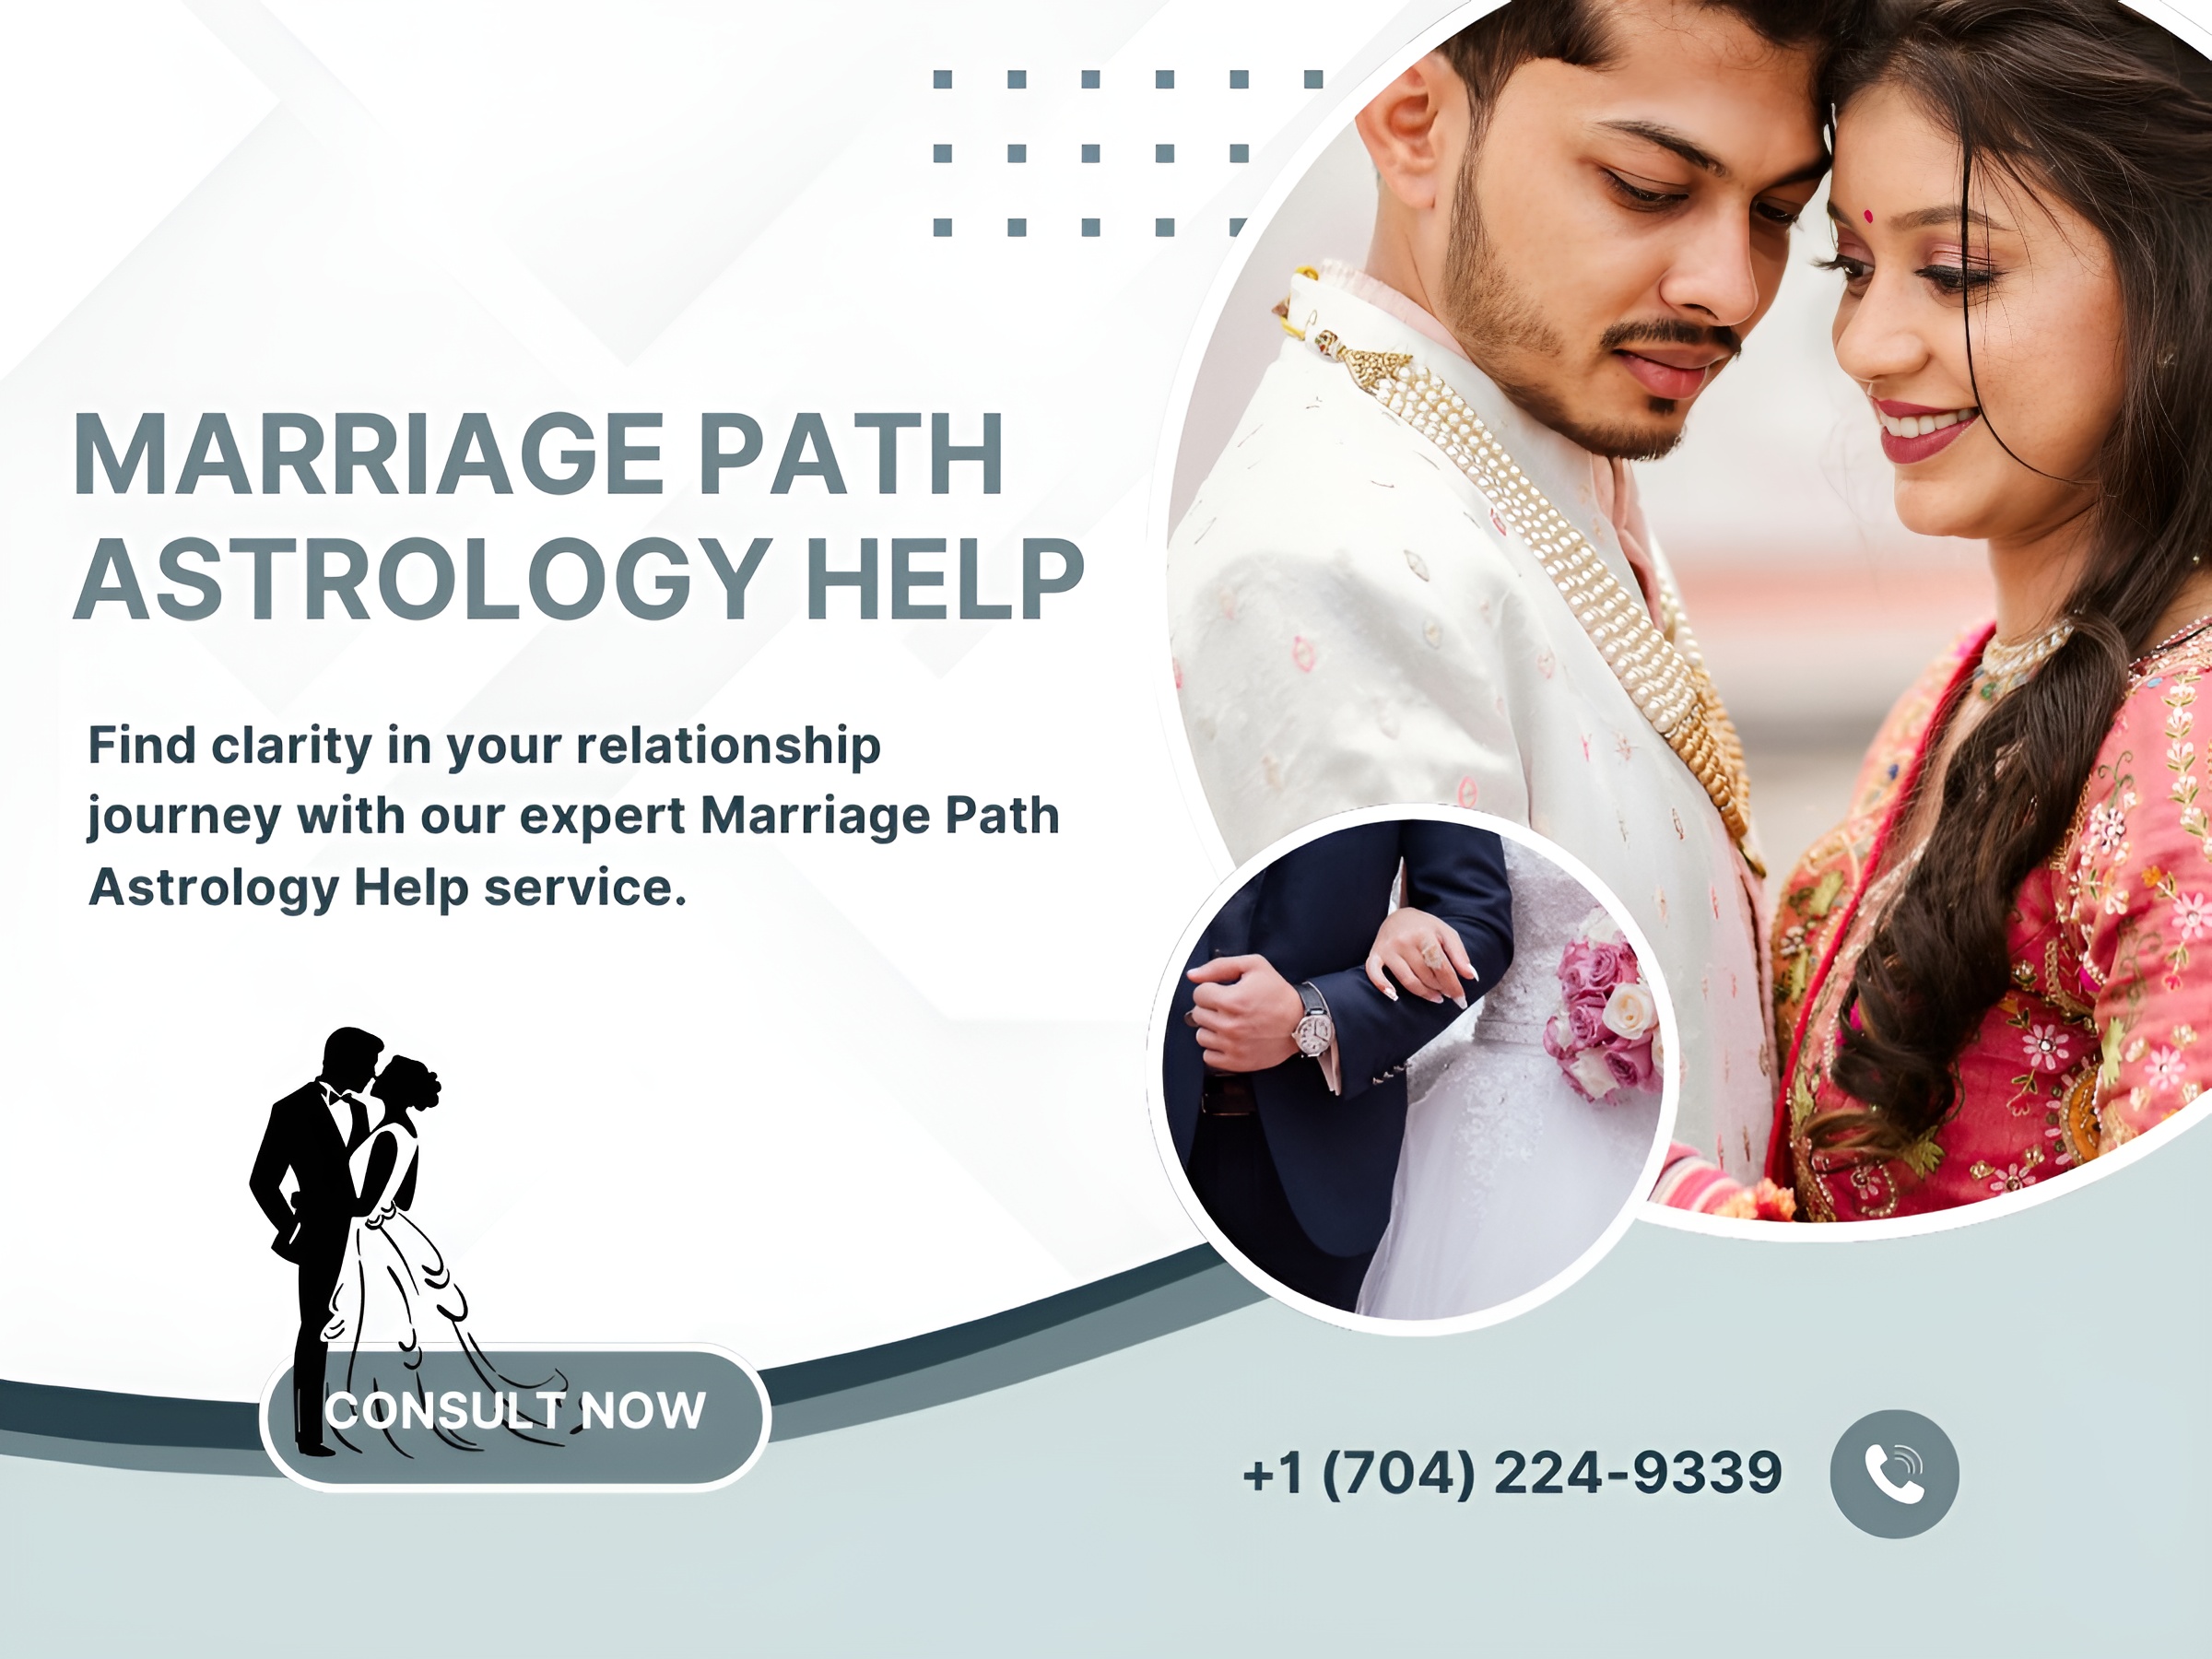 MARRIAGE PATH
ASTROLOGY HELP
Find clarity in your relationship
journey with our expert Marriage Path
Astrology Help service.
CONSULT NOW
+1 (704) 224-9339